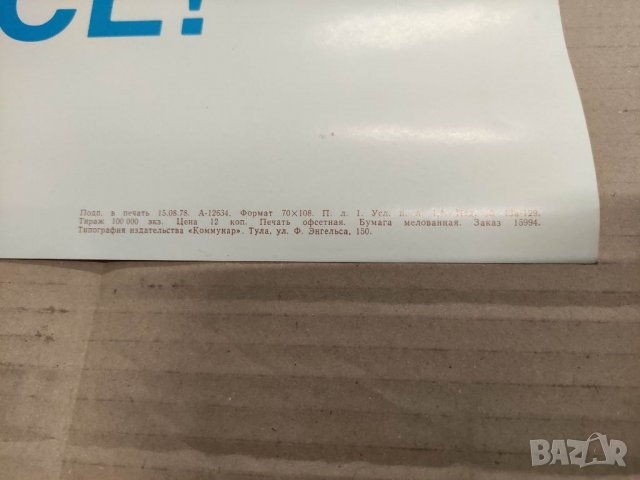 СЕ!
Подп. в печать 15.08.78. А-12634. Формат 70×108. П. л. 1. Усл.
Тираж 100 000 экз. Цена 12 коп. Печать офсетная. Бумага мелованная. Заказ 15994.
Типография издательства «Коммунар». Тула, ул. Ф. Энгельса, 150.
BAZAR